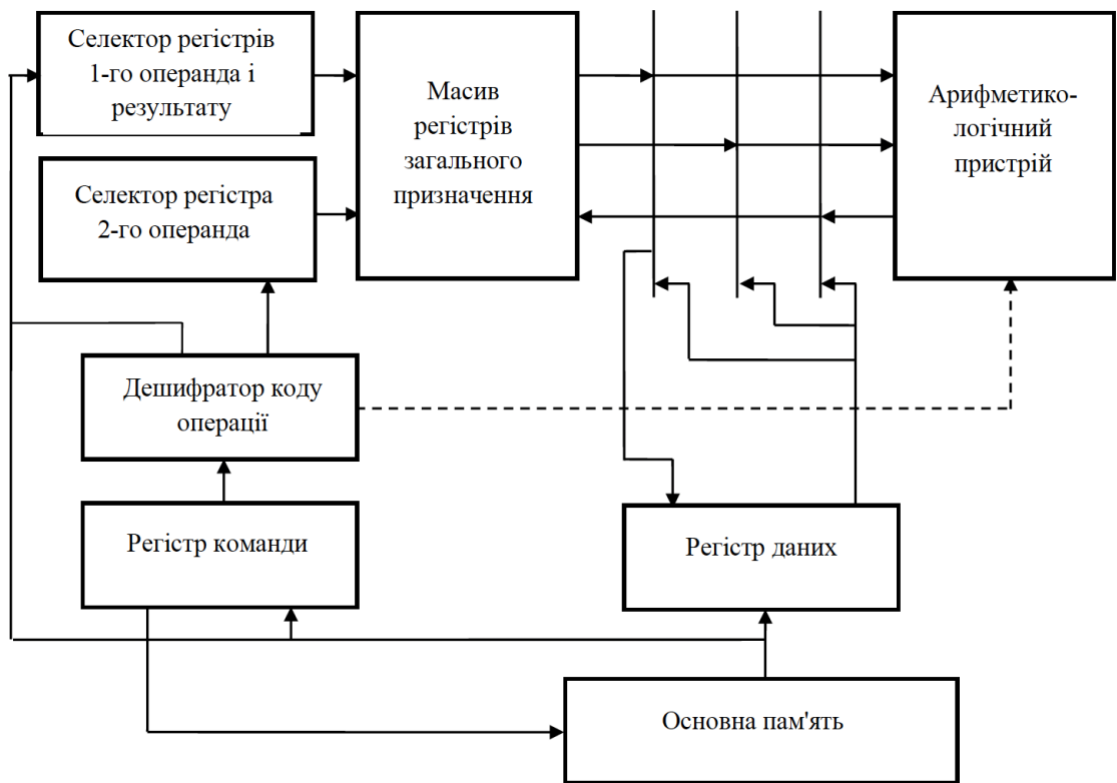 Селектор регістрів
1-го операнда і
результату
Масив
регістрів
загального
призначення
Арифметико-
логічний
пристрій
Селектор регістра
2-го операнда
Дешифратор коду
операції
Регістр команди
Регістр даних
Основна пам'ять